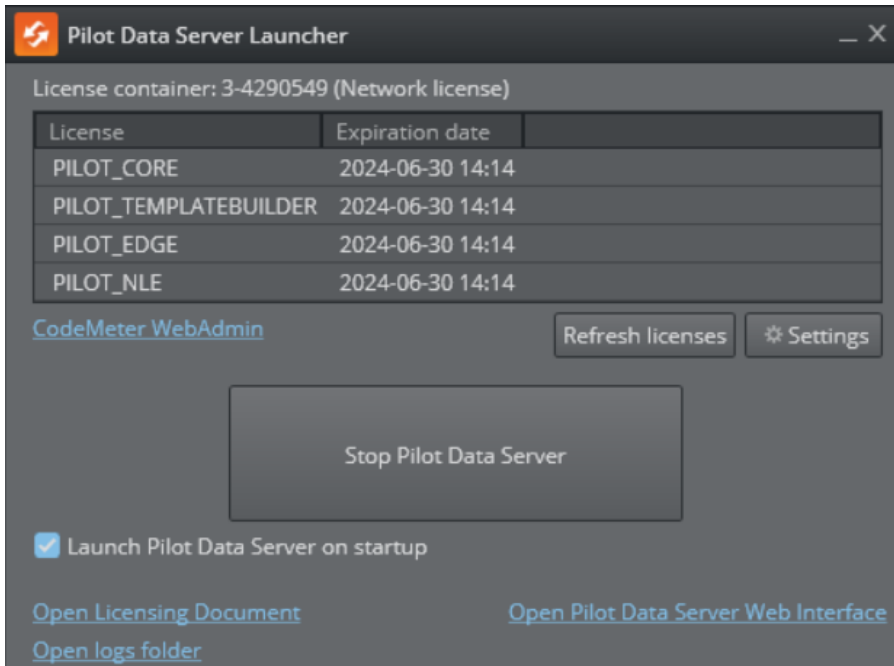 Pilot Data Server Launcher
License container: 3-4290549 (Network license)
License Expiration date
PILOT_CORE 2024-06-30 14:14
PILOT_TEMPLATEBUILDER 2024-06-30 14:14
PILOT_EDGE 2024-06-30 14:14
PILOT_NLE 2024-06-30 14:14
CodeMeter WebAdmin Refresh licenses Settings
Stop Pilot Data Server
Launch Pilot Data Server on startup
Open Licensing Document Open Pilot Data Server Web Interface
Open logs folder